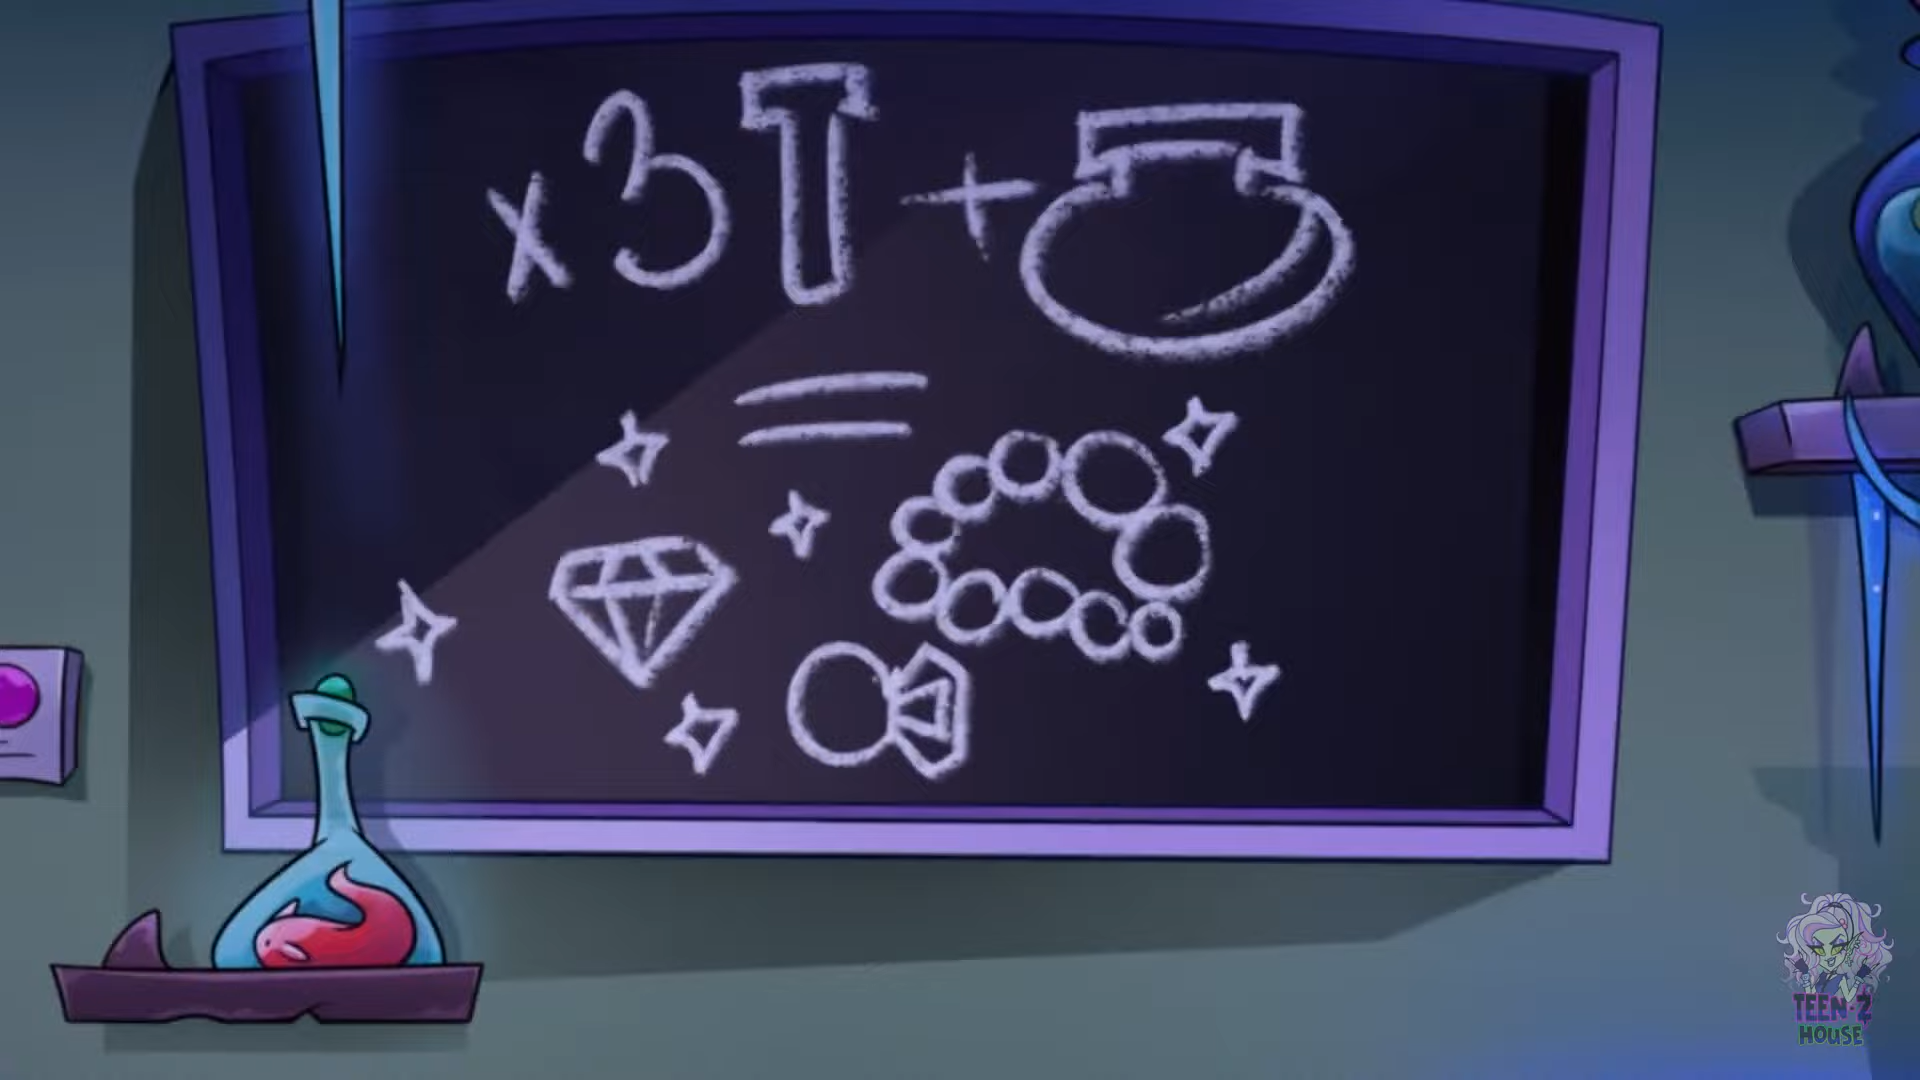 x3 +
=
TEEN-Z
HOUSE